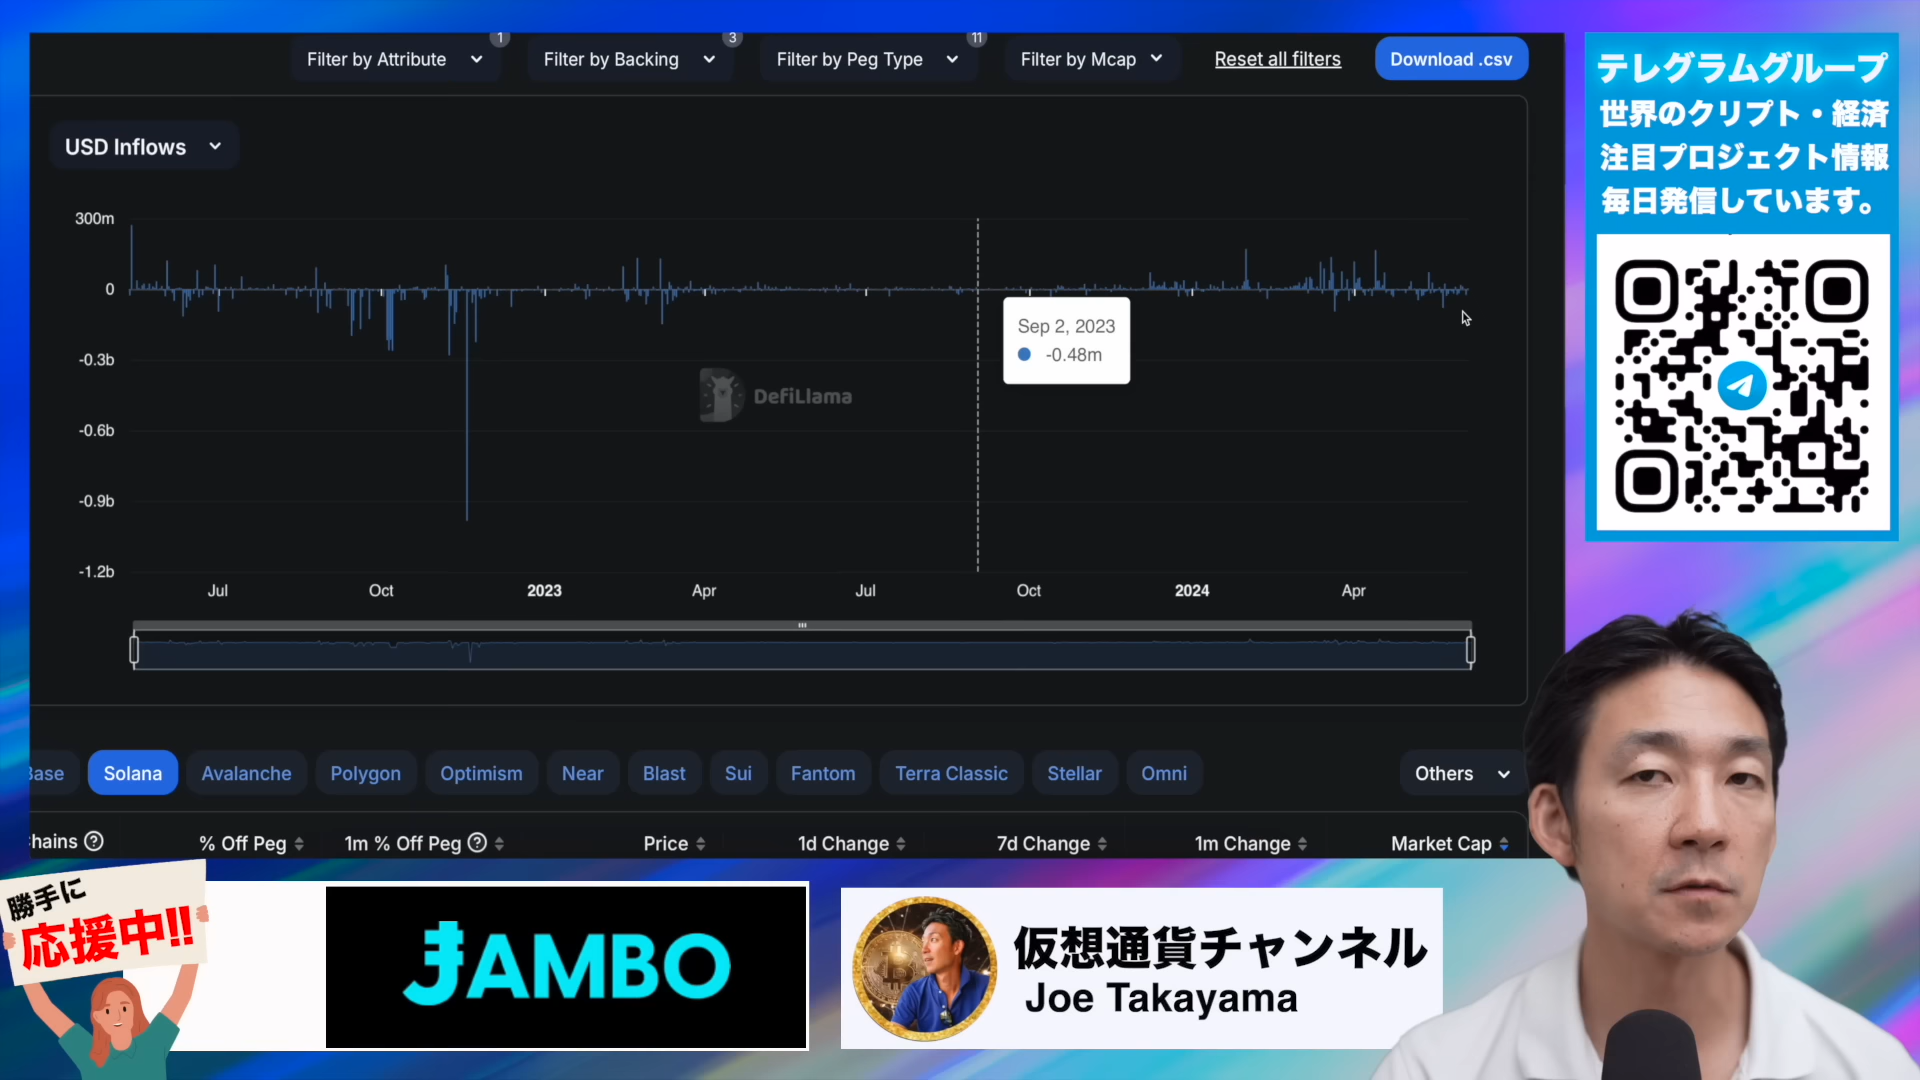 1
3
11
Filter by Attribute
Filter by Backing
Filter by Peg Type
Filter by Mcap
Reset all filters
Download .csv
USD Inflows
300m
0
-0.3b
-0.6b
-0.9b
-1.2b
Sep 2, 2023
-0.48m
DefiLlama
Jul
Oct
2023
Apr
Jul
Oct
2024
Apr
Base
Solana
Avalanche
Polygon
Optimism
Near
Blast
Sui
Fantom
Terra Classic
Stellar
Omni
Others
hains
% Off Peg
1m % Off Peg
Price
1d Change
7d Change
1m Change
Market Cap
テレグラムグループ
世界のクリプト・経済
注目プロジェクト情報
毎日発信しています。
勝手に
応援中!!
JAMBO
仮想通貨チャンネル
Joe Takayama